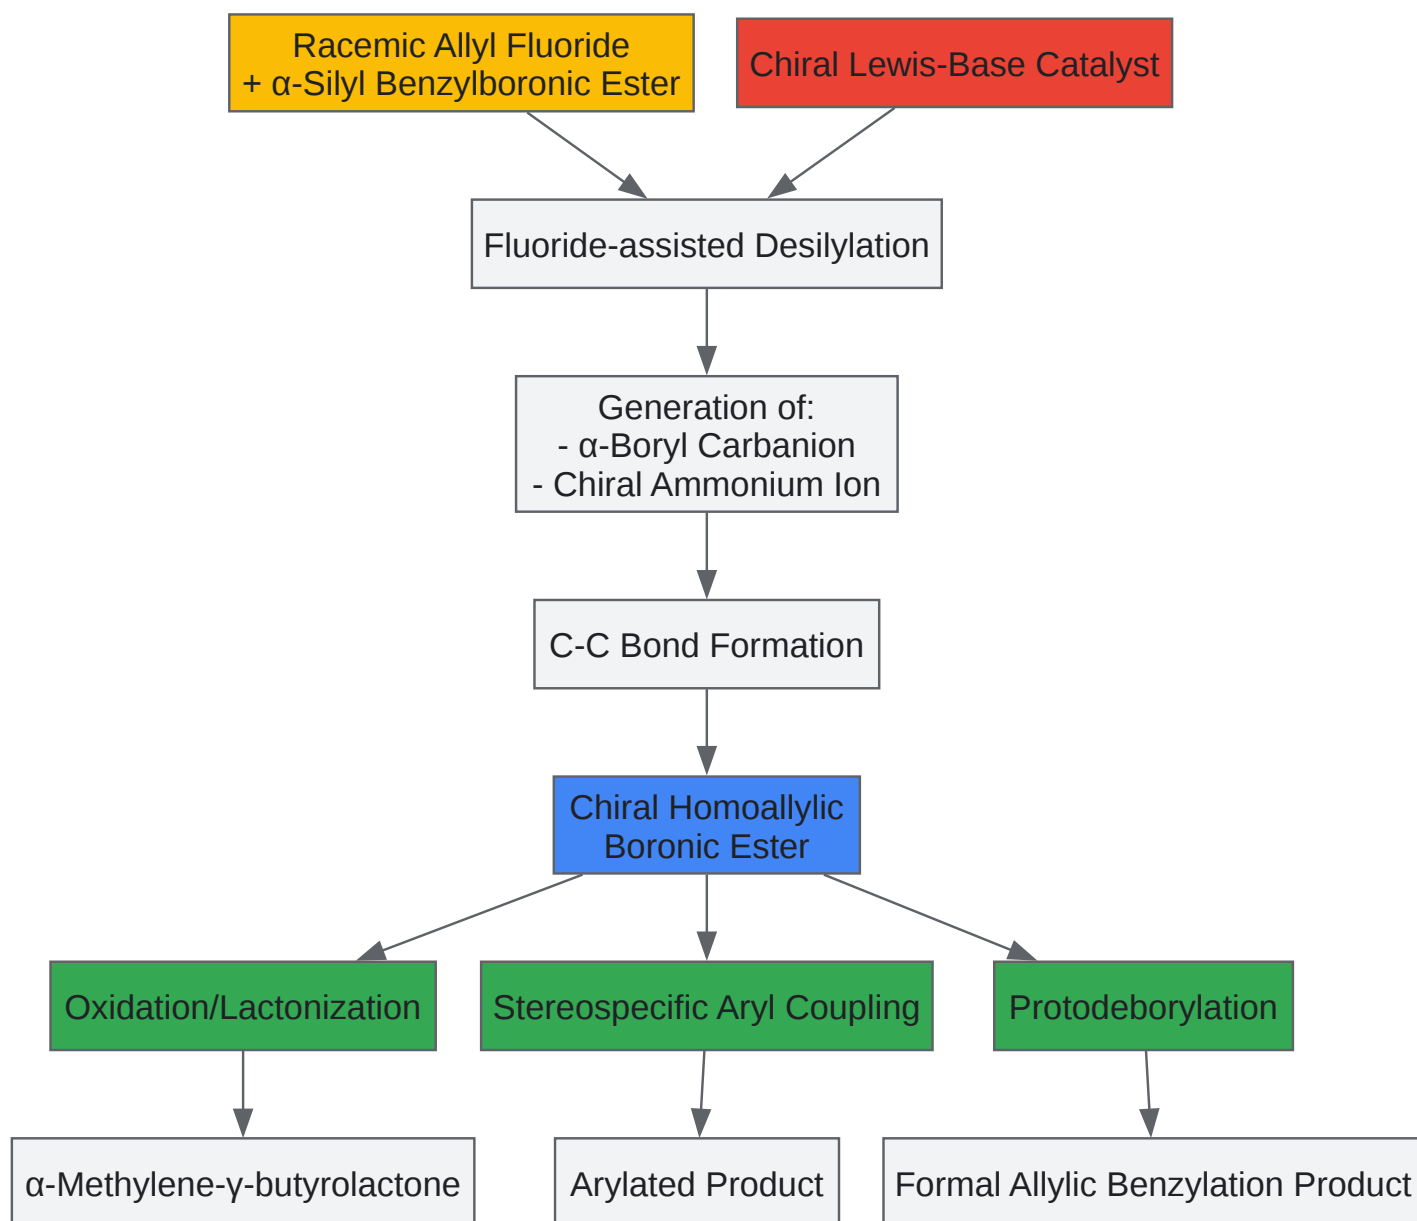 Racemic Allyl Fluoride
+ α-Silyl Benzylboronic Ester
Chiral Lewis-Base Catalyst
Fluoride-assisted Desilylation
Generation of:
- α-Boryl Carbanion
- Chiral Ammonium Ion
C-C Bond Formation
Chiral Homoallylic
Boronic Ester
Oxidation/Lactonization
Stereospecific Aryl Coupling
Protodeborylation
α-Methylene-γ-butyrolactone
Arylated Product
Formal Allylic Benzylation Product